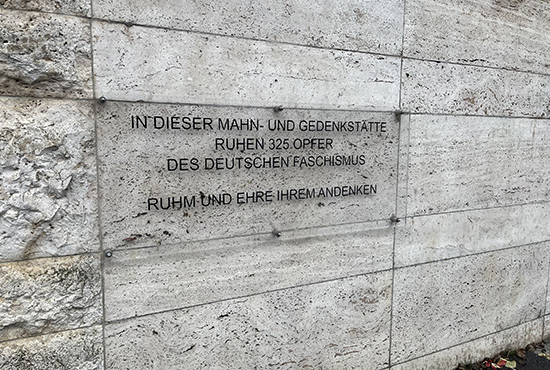 IN DIESER MAHN- UND GEDENKSTÄTTE
RUHEN 325 OPFER
DES DEUTSCHEN FASCHISMUS
RUHM UND EHRE IHREM ANDENKEN